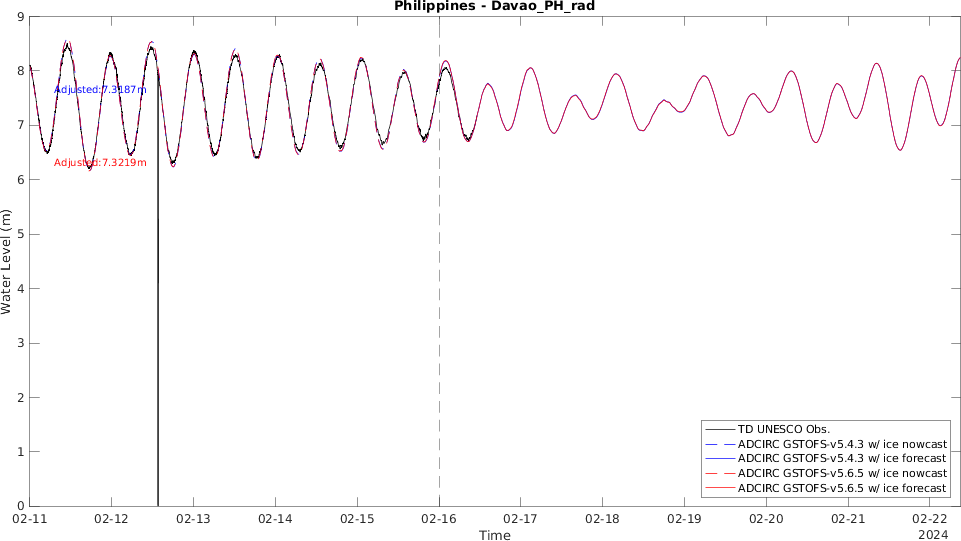 Philippines - Davao_PH_rad
9
8
7
6
5
4
3
2
1
0
Water Level (m)
Adjusted:7.3187m
Adjusted:7.3219m
TD UNESCO Obs.
ADCIRC GSTOFS-v5.4.3 w/ ice nowcast
ADCIRC GSTOFS-v5.4.3 w/ ice forecast
ADCIRC GSTOFS-v5.6.5 w/ ice nowcast
ADCIRC GSTOFS-v5.6.5 w/ ice forecast
02-11 02-12 02-13 02-14 02-15 02-16 02-17 02-18 02-19 02-20 02-21 02-22
Time
2024